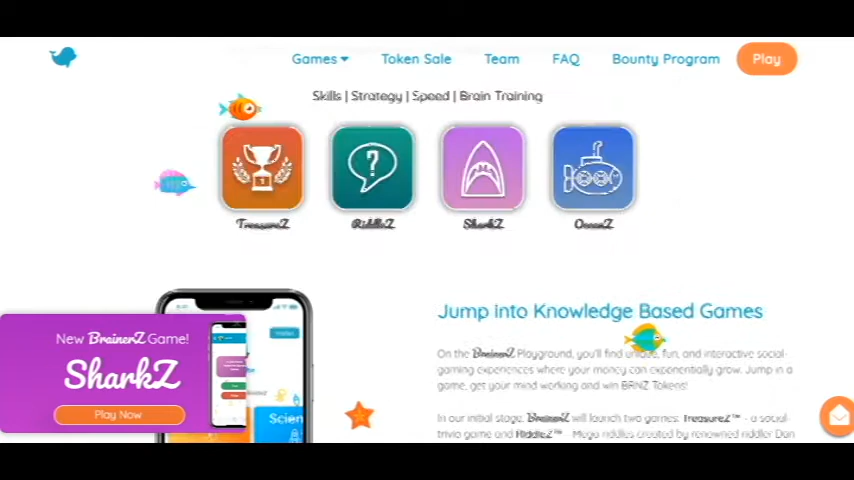 Games Token Sale Team FAQ Bounty Program Play
Skills | Strategy | Speed | Brain Training
TreasureZ RiddleZ SharkZ OceanZ
Jump into Knowledge Based Games
On the BrainerZ Playground, you'll find unique, fun, and interactive social-
gaming experiences where your money can exponentially grow. Jump in a
game, get your mind working and win BRNZ Tokens!
In our initial stage, BrainerZ will launch two games: TreasureZ™ - a social-
trivia game and RiddleZ™ - Mega riddles created by renowned riddler Dan
New BrainerZ Game!
SharkZ
Play Now
Scien